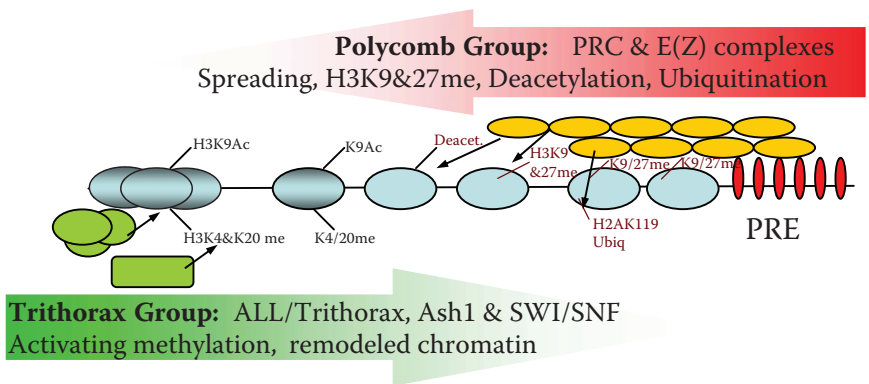 Polycomb Group: PRC & E(Z) complexes
Spreading, H3K9&27me, Deacetylation, Ubiquitination
H3K9Ac
K9Ac
Deacet.
H3K9
&27me
K9/27me
K9/27me
H3K4&K20 me
K4/20me
H2AK119
Ubiq
PRE
Trithorax Group: ALL/Trithorax, Ash1 & SWI/SNF
Activating methylation, remodeled chromatin